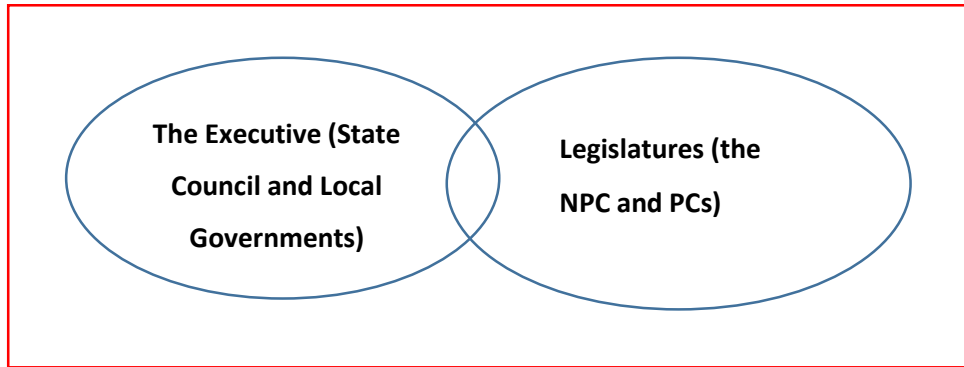 The Executive (State
Council and Local
Governments)
Legislatures (the
NPC and PCs)